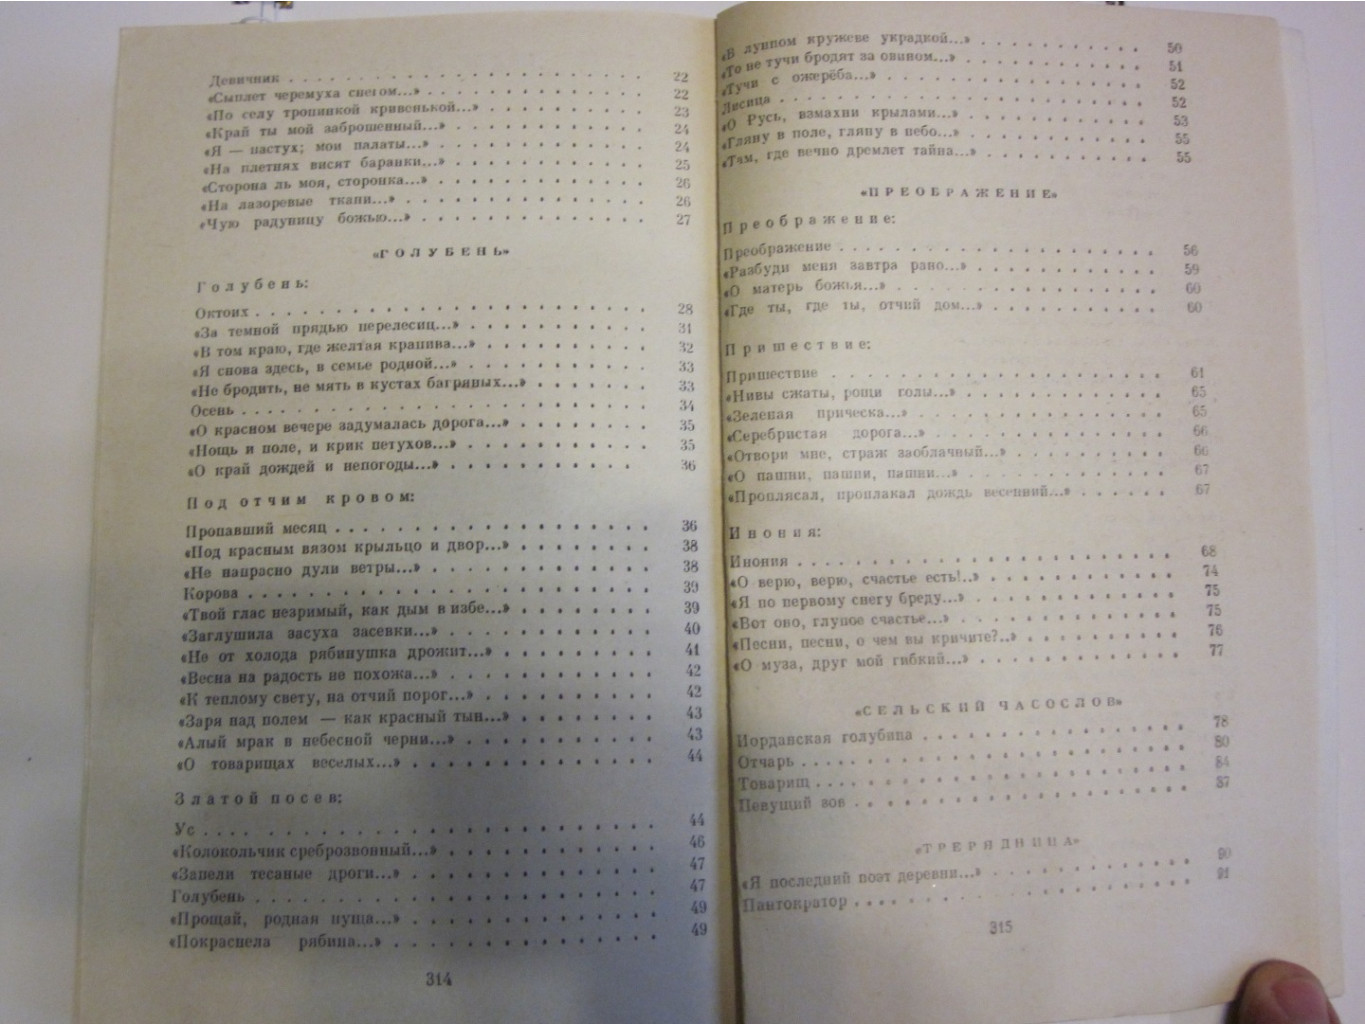 Девичник . . . . . . . . . . . . . . . . . . . . . . . 22
«Сыплет черемуха снегом...» . . . . . . . . . . . . . 22
«По селу тропинкой кривенькой...» . . . . . . . . . . 23
«Край ты мой заброшенный...» . . . . . . . . . . . . 24
«Я — пастух; мои палаты...» . . . . . . . . . . . . . 24
«На плетнях висят баранки...» . . . . . . . . . . . . 25
«Сторона ль моя, сторонка...» . . . . . . . . . . . . 26
«На лазоревые ткани...» . . . . . . . . . . . . . . . 26
«Чую радуницу божью...» . . . . . . . . . . . . . . . 27
«ГОЛУБЕНЬ»
Голубень:
Октоих . . . . . . . . . . . . . . . . . . . . . . . . 28
«За темной прядью перелесиц...» . . . . . . . . . . . 31
«В том краю, где желтая крапива...» . . . . . . . . . 32
«Я снова здесь, в семье родной...» . . . . . . . . . . 33
«Не бродить, не мять в кустах багряных...» . . . . . . 33
Осень . . . . . . . . . . . . . . . . . . . . . . . . 34
«О красном вечере задумалась дорога...» . . . . . . . 35
«Нощь и поле, и крик петухов...» . . . . . . . . . . . 35
«О край дождей и непогоды...» . . . . . . . . . . . . 36
Под отчим кровом:
Пропавший месяц . . . . . . . . . . . . . . . . . . . 36
«Под красным вязом крыльцо и двор...» . . . . . . . . 38
«Не напрасно дули ветры...» . . . . . . . . . . . . . 38
Корова . . . . . . . . . . . . . . . . . . . . . . . . 39
«Твой глас незримый, как дым в избе...» . . . . . . . 39
«Заглушила засуха засевки...» . . . . . . . . . . . . 40
«Не от холода рябинушка дрожит...» . . . . . . . . . . 41
«Весна на радость не похожа...» . . . . . . . . . . . 42
«К теплому свету, на отчий порог...» . . . . . . . . . 42
«Заря над полем — как красный тын...» . . . . . . . . 43
«Алый мрак в небесной черни...» . . . . . . . . . . . 43
«О товарищах веселых...» . . . . . . . . . . . . . . . 44
Златой посев:
Ус . . . . . . . . . . . . . . . . . . . . . . . . . . 44
«Колокольчик среброзвонный...» . . . . . . . . . . . . 46
«Запели тесаные дроги...» . . . . . . . . . . . . . . 47
Голубень . . . . . . . . . . . . . . . . . . . . . . . 47
«Прощай, родная пуща...» . . . . . . . . . . . . . . . 49
«Покраснела рябина...» . . . . . . . . . . . . . . . . 49
314
«В лунном кружеве украдкой...» . . . . . . . . . . . . 50
«То не тучи бродят за овином...» . . . . . . . . . . . 51
«Тучи с ожерёба...» . . . . . . . . . . . . . . . . . 52
Лисица . . . . . . . . . . . . . . . . . . . . . . . . 52
«О Русь, взмахни крылами...» . . . . . . . . . . . . . 53
«Гляну в поле, гляну в небо...» . . . . . . . . . . . 55
«Там, где вечно дремлет тайна...» . . . . . . . . . . 55
«ПРЕОБРАЖЕНИЕ»
Преображение:
Преображение . . . . . . . . . . . . . . . . . . . . . 56
«Разбуди меня завтра рано...» . . . . . . . . . . . . 59
«О матерь божья...» . . . . . . . . . . . . . . . . . 60
«Где ты, где ты, отчий дом...» . . . . . . . . . . . . 60
Пришествие:
Пришествие . . . . . . . . . . . . . . . . . . . . . . 61
«Нивы сжаты, рощи голы...» . . . . . . . . . . . . . . 65
«Зеленая прическа...» . . . . . . . . . . . . . . . . 65
«Серебристая дорога...» . . . . . . . . . . . . . . . 66
«Отвори мне, страж заоблачный...» . . . . . . . . . . 66
«О пашни, пашни, пашни...» . . . . . . . . . . . . . . 67
«Проплясал, проплакал дождь весенний...» . . . . . . . 67
Инония:
Инония . . . . . . . . . . . . . . . . . . . . . . . . 68
«О верю, верю, счастье есть!..» . . . . . . . . . . . 74
«Я по первому снегу бреду...» . . . . . . . . . . . . 75
«Вот оно, глупое счастье...» . . . . . . . . . . . . . 75
«Песни, песни, о чем вы кричите?..» . . . . . . . . . 76
«О муза, друг мой гибкий...» . . . . . . . . . . . . . 77
«СЕЛЬСКИЙ ЧАСОСЛОВ»
Иорданская голубица . . . . . . . . . . . . . . . . . 78
Отчарь . . . . . . . . . . . . . . . . . . . . . . . . 80
Товарищ . . . . . . . . . . . . . . . . . . . . . . . 84
Певущий зов . . . . . . . . . . . . . . . . . . . . . 87
«ТРЕРЯДНИЦА»
«Я последний поэт деревни...» . . . . . . . . . . . . 90
Пантократор . . . . . . . . . . . . . . . . . . . . . 91
315